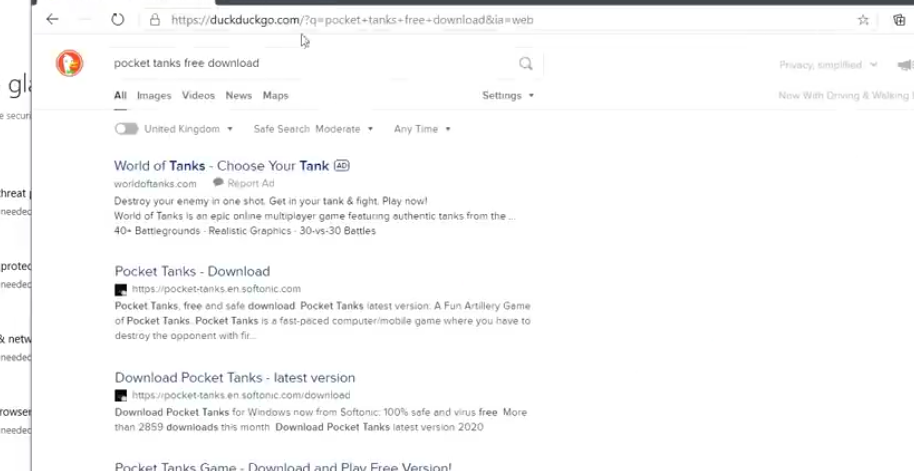 https://duckduckgo.com/?q=pocket+tanks+free+download&ia=web
pocket tanks free download
Privacy, simplified
All Images Videos News Maps Settings
Now With Driving & Walking
United Kingdom Safe Search Moderate Any Time
World of Tanks - Choose Your Tank AD
worldoftanks.com Report Ad
Destroy your enemy in one shot. Get in your tank & fight. Play now!
World of Tanks is an epic online multiplayer game featuring authentic tanks from the ...
40+ Battlegrounds · Realistic Graphics · 30-vs-30 Battles
Pocket Tanks - Download
https://pocket-tanks.en.softonic.com
Pocket Tanks, free and safe download. Pocket Tanks latest version: A Fun Artillery Game
of Pocket Tanks. Pocket Tanks is a fast-paced computer/mobile game where you have to
destroy the opponent with fir...
Download Pocket Tanks - latest version
https://pocket-tanks.en.softonic.com/download
Download Pocket Tanks for Windows now from Softonic: 100% safe and virus free. More
than 2859 downloads this month. Download Pocket Tanks latest version 2020
Pocket Tanks Game - Download and Play Free Version!
gla
e secur
hreat p
needed
protec
needed
& netw
needed
rowser
needed